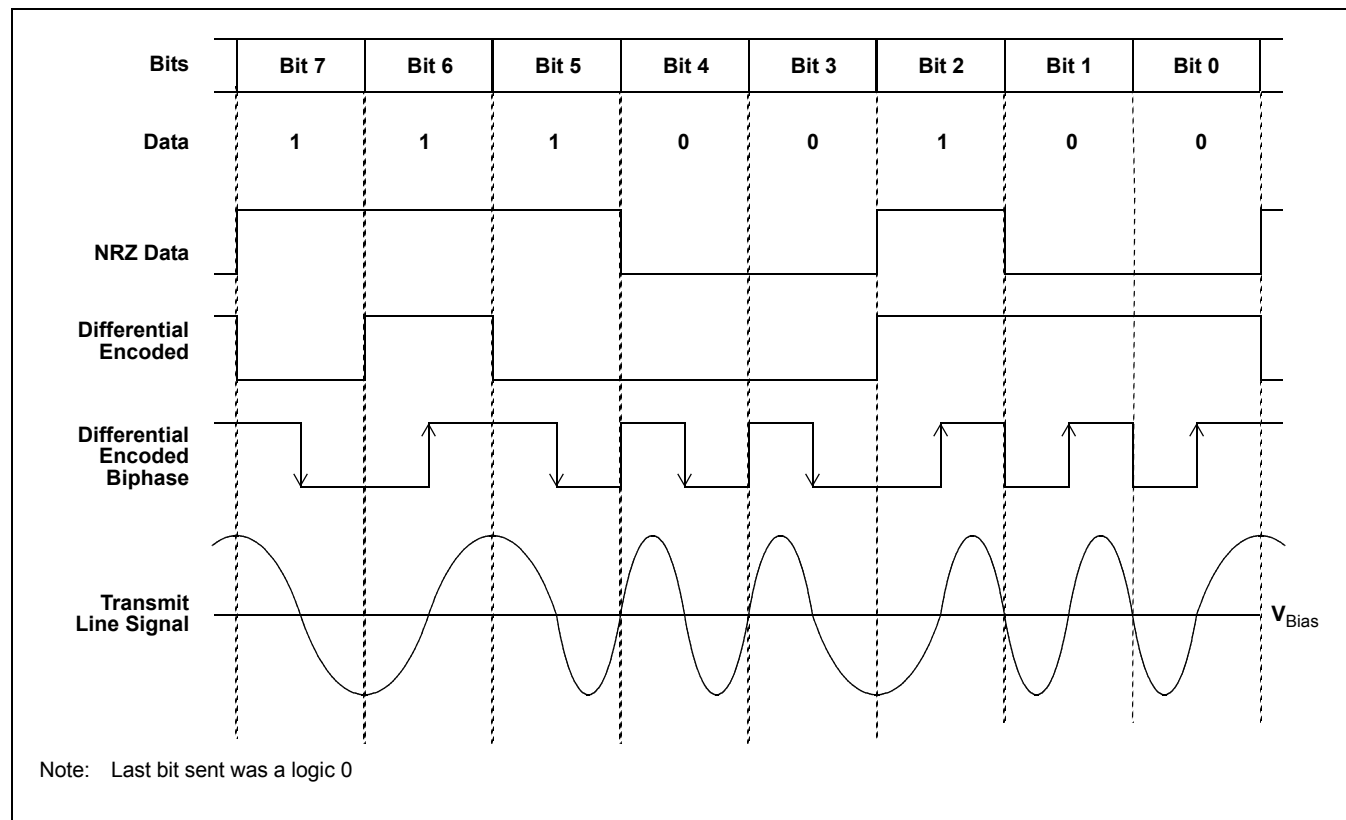 Bits Bit 7 Bit 6 Bit 5 Bit 4 Bit 3 Bit 2 Bit 1 Bit 0
Data 1 1 1 0 0 1 0 0
NRZ Data
Differential
Encoded
Differential
Encoded
Biphase
Transmit
Line Signal
VBias
Note: Last bit sent was a logic 0